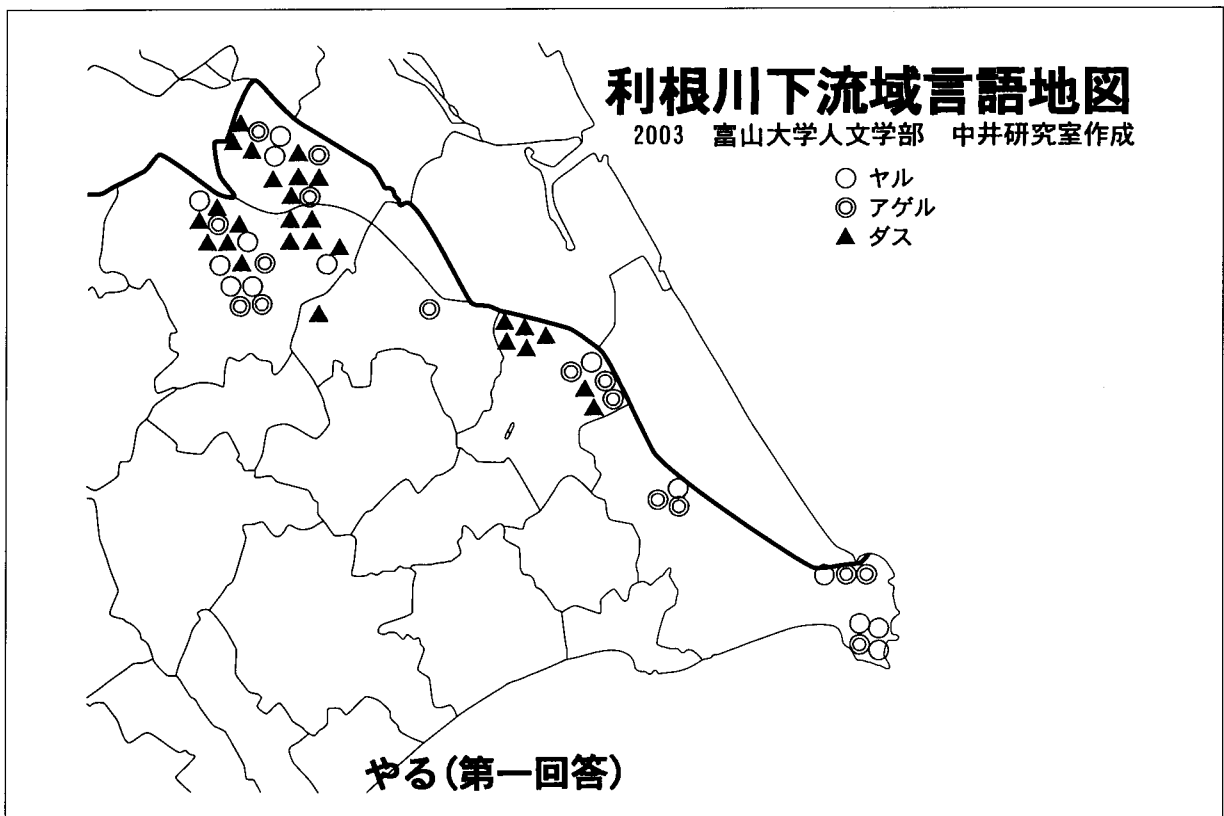 利根川下流域言語地図
2003 富山大学人文学部 中井研究室作成
○ ヤル
◎ アゲル
▲ ダス
やる(第一回答)